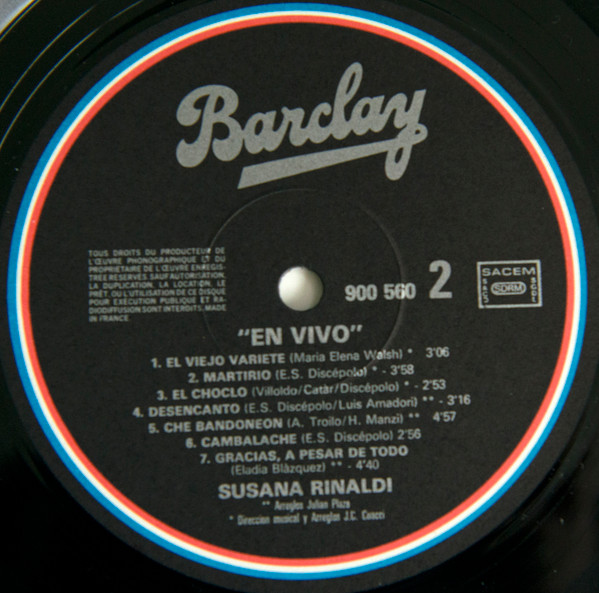 Barclay
TOUS DROITS DU PRODUCTEUR DE
L'ŒUVRE PHONOGRAPHIQUE ET DU
PROPRIETAIRE DE L'ŒUVRE ENREGIS-
TREE RESERVES SAUF AUTORISATION.
LA DUPLICATION, LA LOCATION, LE
PRÊT, OU L'UTILISATION DE CE DISQUE
POUR EXECUTION PUBLIQUE ET RA-
DIODIFFUSION SONT INTERDITS. MADE
IN FRANCE
900 560 2
SACEM
SACD SDRM SGDL
"EN VIVO"
1. EL VIEJO VARIETE (Maria Elena Walsh) * 3'06
2. MARTIRIO (E.S. Discépolo) * - 3'58
3. EL CHOCLO (Villoldo/Catár/Discépolo) * - 2'53
4. DESENCANTO (E.S. Discépolo/Luis Amadori) ** - 3'16
5. CHE BANDONEON (A. Troilo/H. Manzi) ** 4'57
6. CAMBALACHE (E.S. Discépolo) 2'56
7. GRACIAS, A PESAR DE TODO
(Eladia Blázquez) ** - 4'40
SUSANA RINALDI
** Arreglos Julian Plaza
* Direccion musical y Arreglos J.C. Cuacci